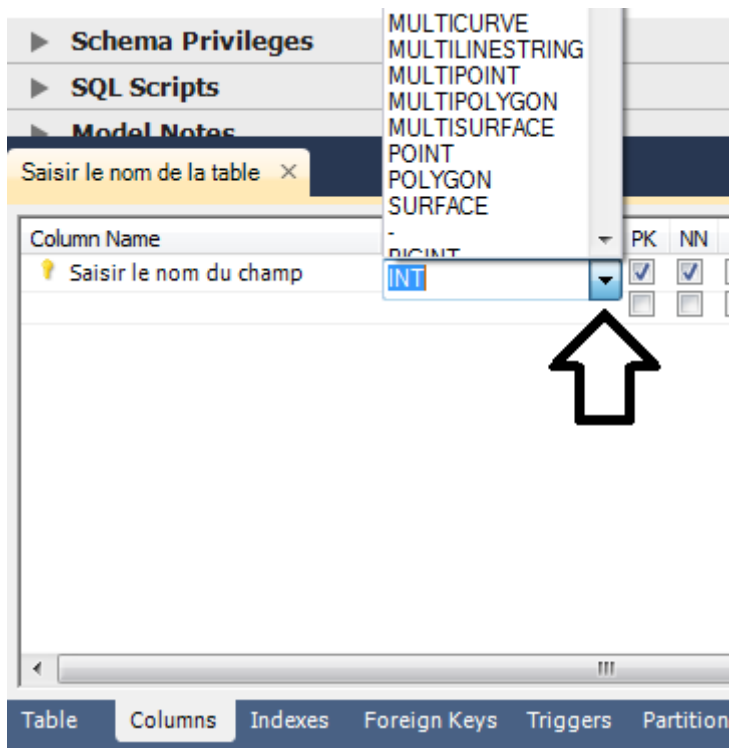 Schema Privileges
SQL Scripts
Model Notes
MULTICURVE
MULTILINESTRING
MULTIPOINT
MULTIPOLYGON
MULTISURFACE
POINT
POLYGON
SURFACE
-
BIGINT
Saisir le nom de la table ×
Column Name PK NN
Saisir le nom du champ INT
Table Columns Indexes Foreign Keys Triggers Partition